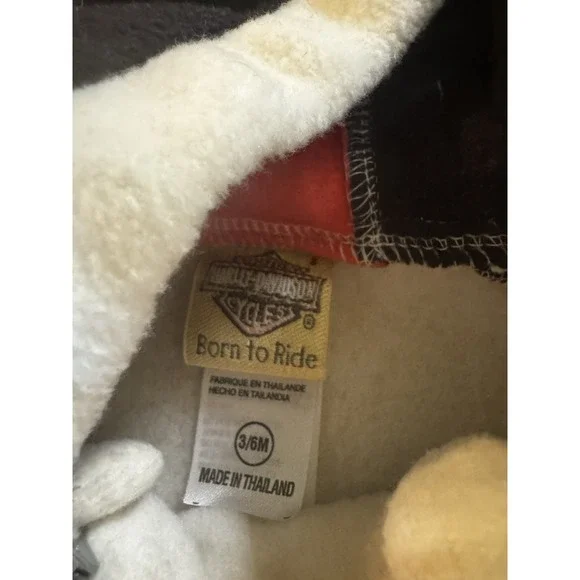 HARLEY-DAVIDSON
CYCLES
®
Born to Ride
FABRIQUE EN THAILANDE
HECHO EN TAILANDIA
3/6M
MADE IN THAILAND